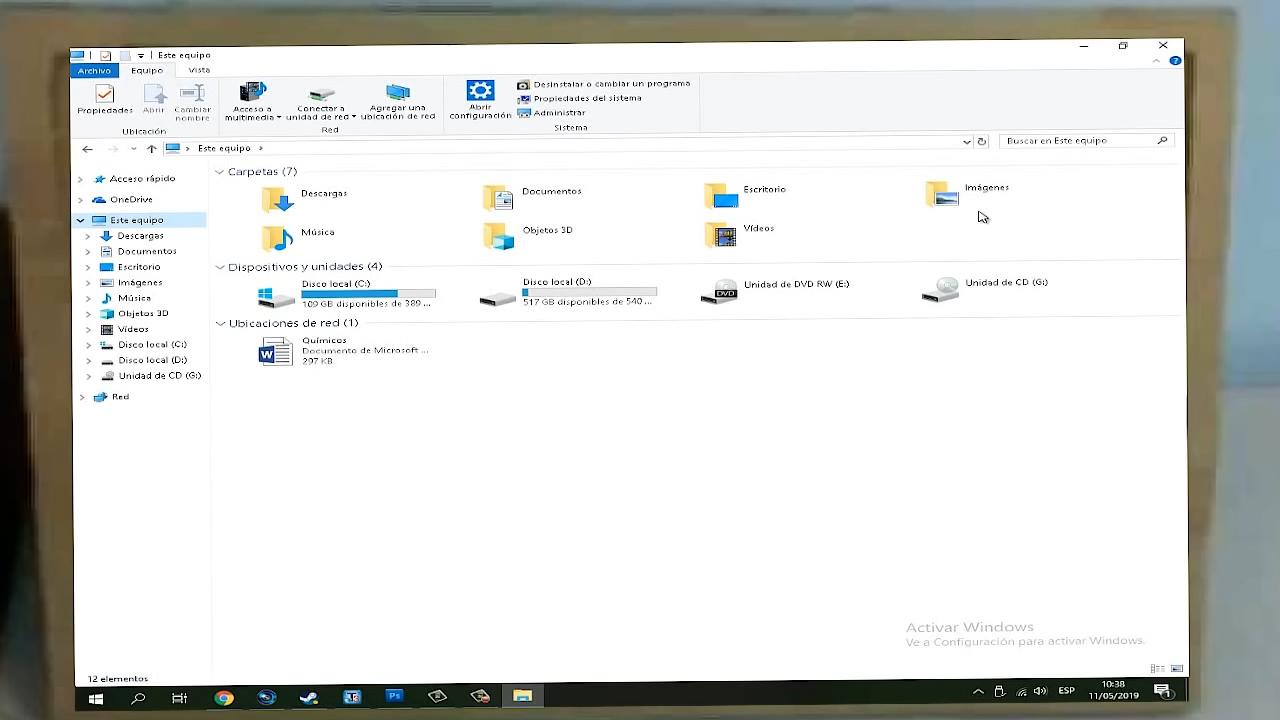 Este equipo
Archivo Equipo Vista
Propiedades
Abrir
Cambiar nombre
Ubicación
Acceso a multimedia
Conectar a unidad de red
Agregar una ubicación de red
Red
Abrir configuración
Desinstalar o cambiar un programa
Propiedades del sistema
Administrar
Sistema
Este equipo
Buscar en Este equipo
Acceso rápido
OneDrive
Este equipo
Descargas
Documentos
Escritorio
Imágenes
Música
Objetos 3D
Vídeos
Disco local (C:)
Disco local (D:)
Unidad de CD (G:)
Red
Carpetas (7)
Descargas
Documentos
Escritorio
Imágenes
Música
Objetos 3D
Vídeos
Dispositivos y unidades (4)
Disco local (C:)
109 GB disponibles de 389 ...
Disco local (D:)
517 GB disponibles de 540 ...
DVD
Unidad de DVD RW (E:)
Unidad de CD (G:)
Ubicaciones de red (1)
W
Químicos
Documento de Microsoft ...
297 KB
Activar Windows
Ve a Configuración para activar Windows.
12 elementos
Ps
ESP
10:38
11/05/2019
1